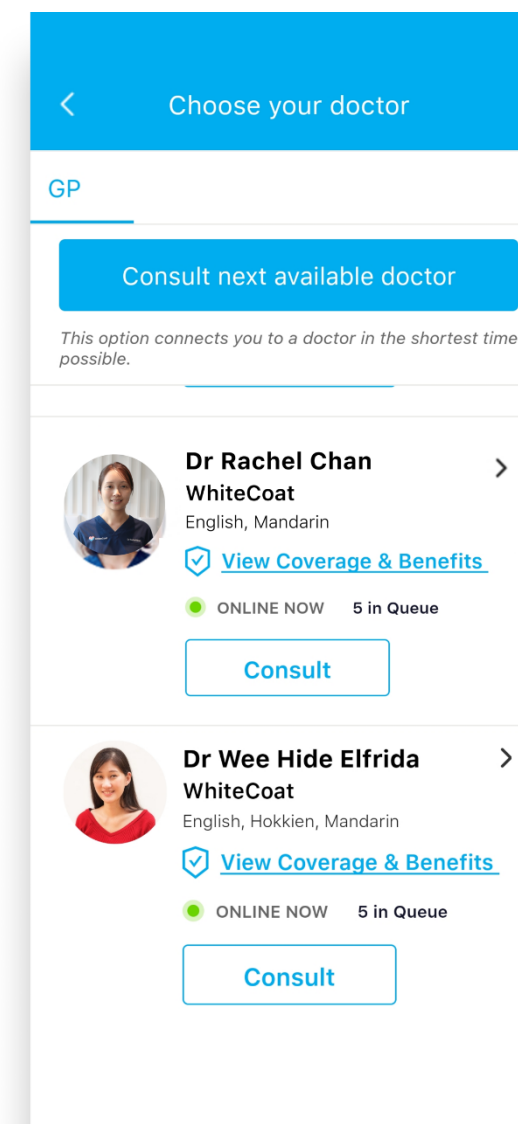 Choose your doctor
GP
Consult next available doctor
This option connects you to a doctor in the shortest time
possible.
Dr Rachel Chan
WhiteCoat
English, Mandarin
View Coverage & Benefits
ONLINE NOW 5 in Queue
Consult
Dr Wee Hide Elfrida
WhiteCoat
English, Hokkien, Mandarin
View Coverage & Benefits
ONLINE NOW 5 in Queue
Consult